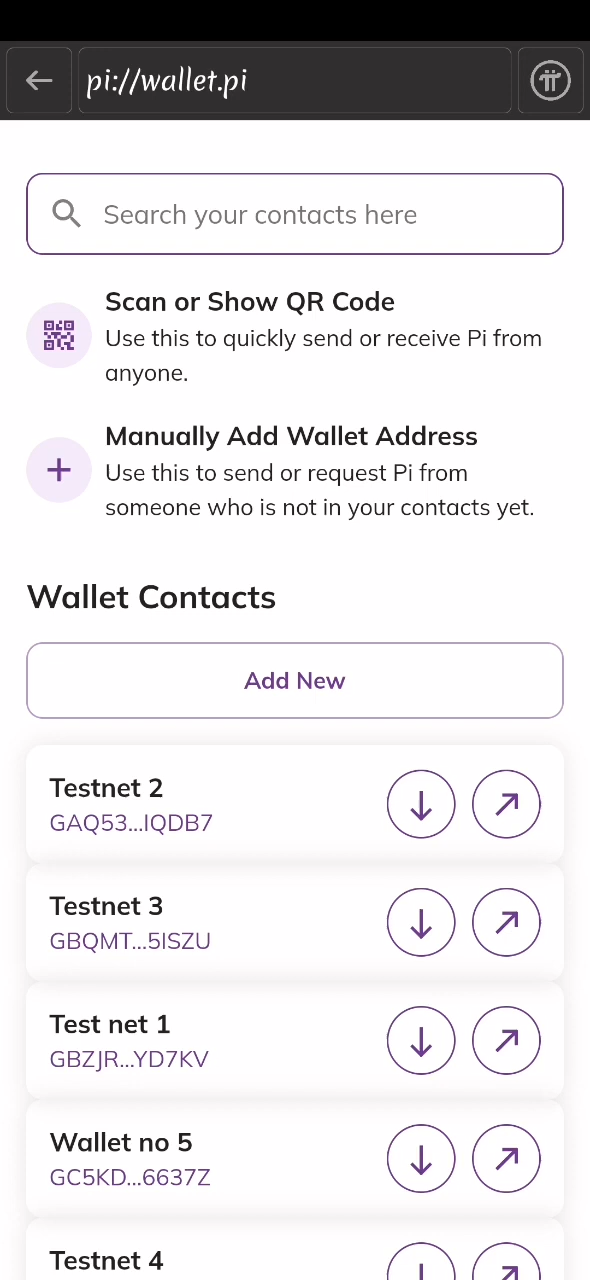 pi://wallet.pi
Search your contacts here
Scan or Show QR Code
Use this to quickly send or receive Pi from
anyone.
Manually Add Wallet Address
Use this to send or request Pi from
someone who is not in your contacts yet.
Wallet Contacts
Add New
Testnet 2
GAQ53...IQDB7
Testnet 3
GBQMT...5ISZU
Test net 1
GBZJR...YD7KV
Wallet no 5
GC5KD...6637Z
Testnet 4